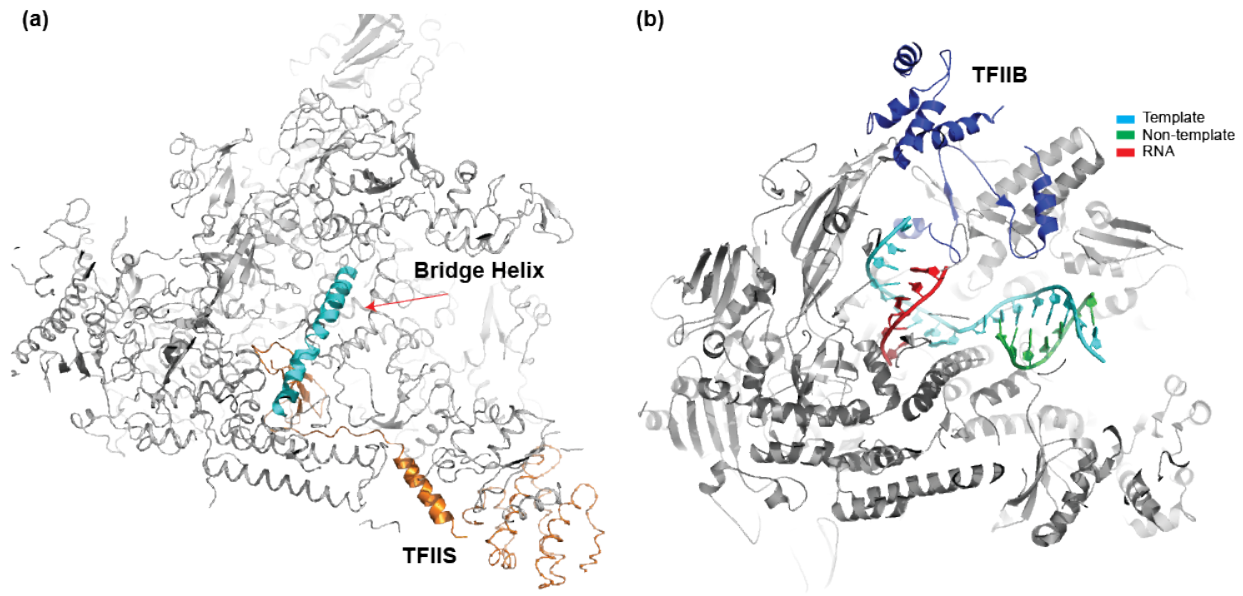 (a)
Bridge Helix
TFIIS
(b)
TFIIB
Template
Non-template
RNA